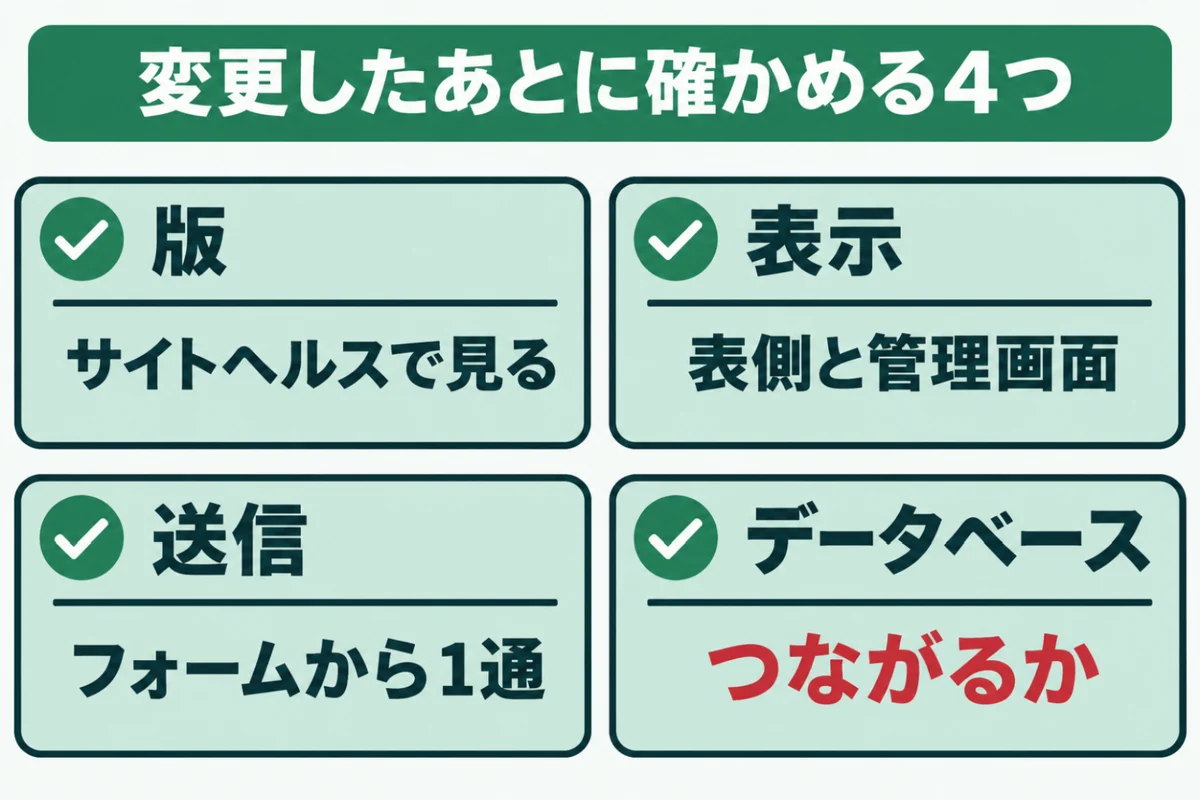 変更したあとに確かめる4つ
版
サイトヘルスで見る
表示
表側と管理画面
送信
フォームから1通
データベース
つながるか